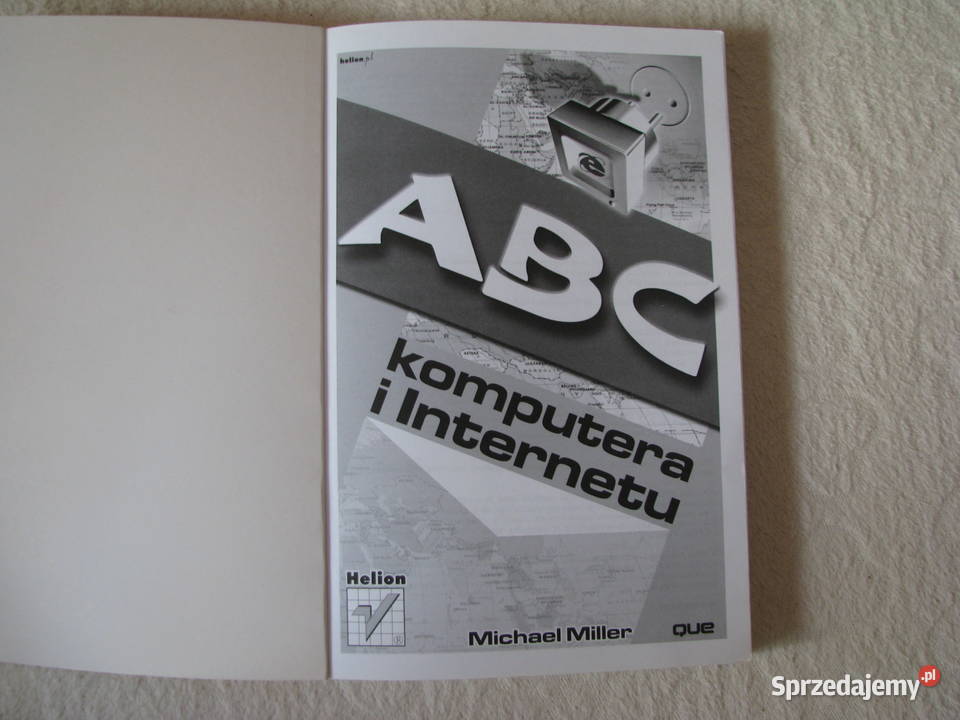 helion.pl
ABC
komputera
i Internetu
Helion
®
Michael Miller
que
Sprzedajemy.pl